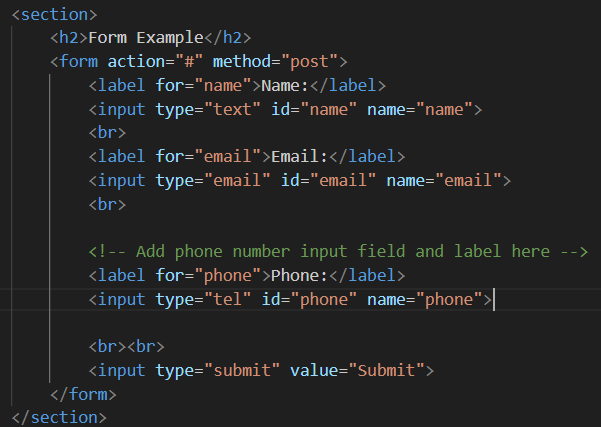 <section>
<h2>Form Example</h2>
<form action="#" method="post">
<label for="name">Name:</label>
<input type="text" id="name" name="name">
<br>
<label for="email">Email:</label>
<input type="email" id="email" name="email">
<br>
<!-- Add phone number input field and label here -->
<label for="phone">Phone:</label>
<input type="tel" id="phone" name="phone">
<br><br>
<input type="submit" value="Submit">
</form>
</section>